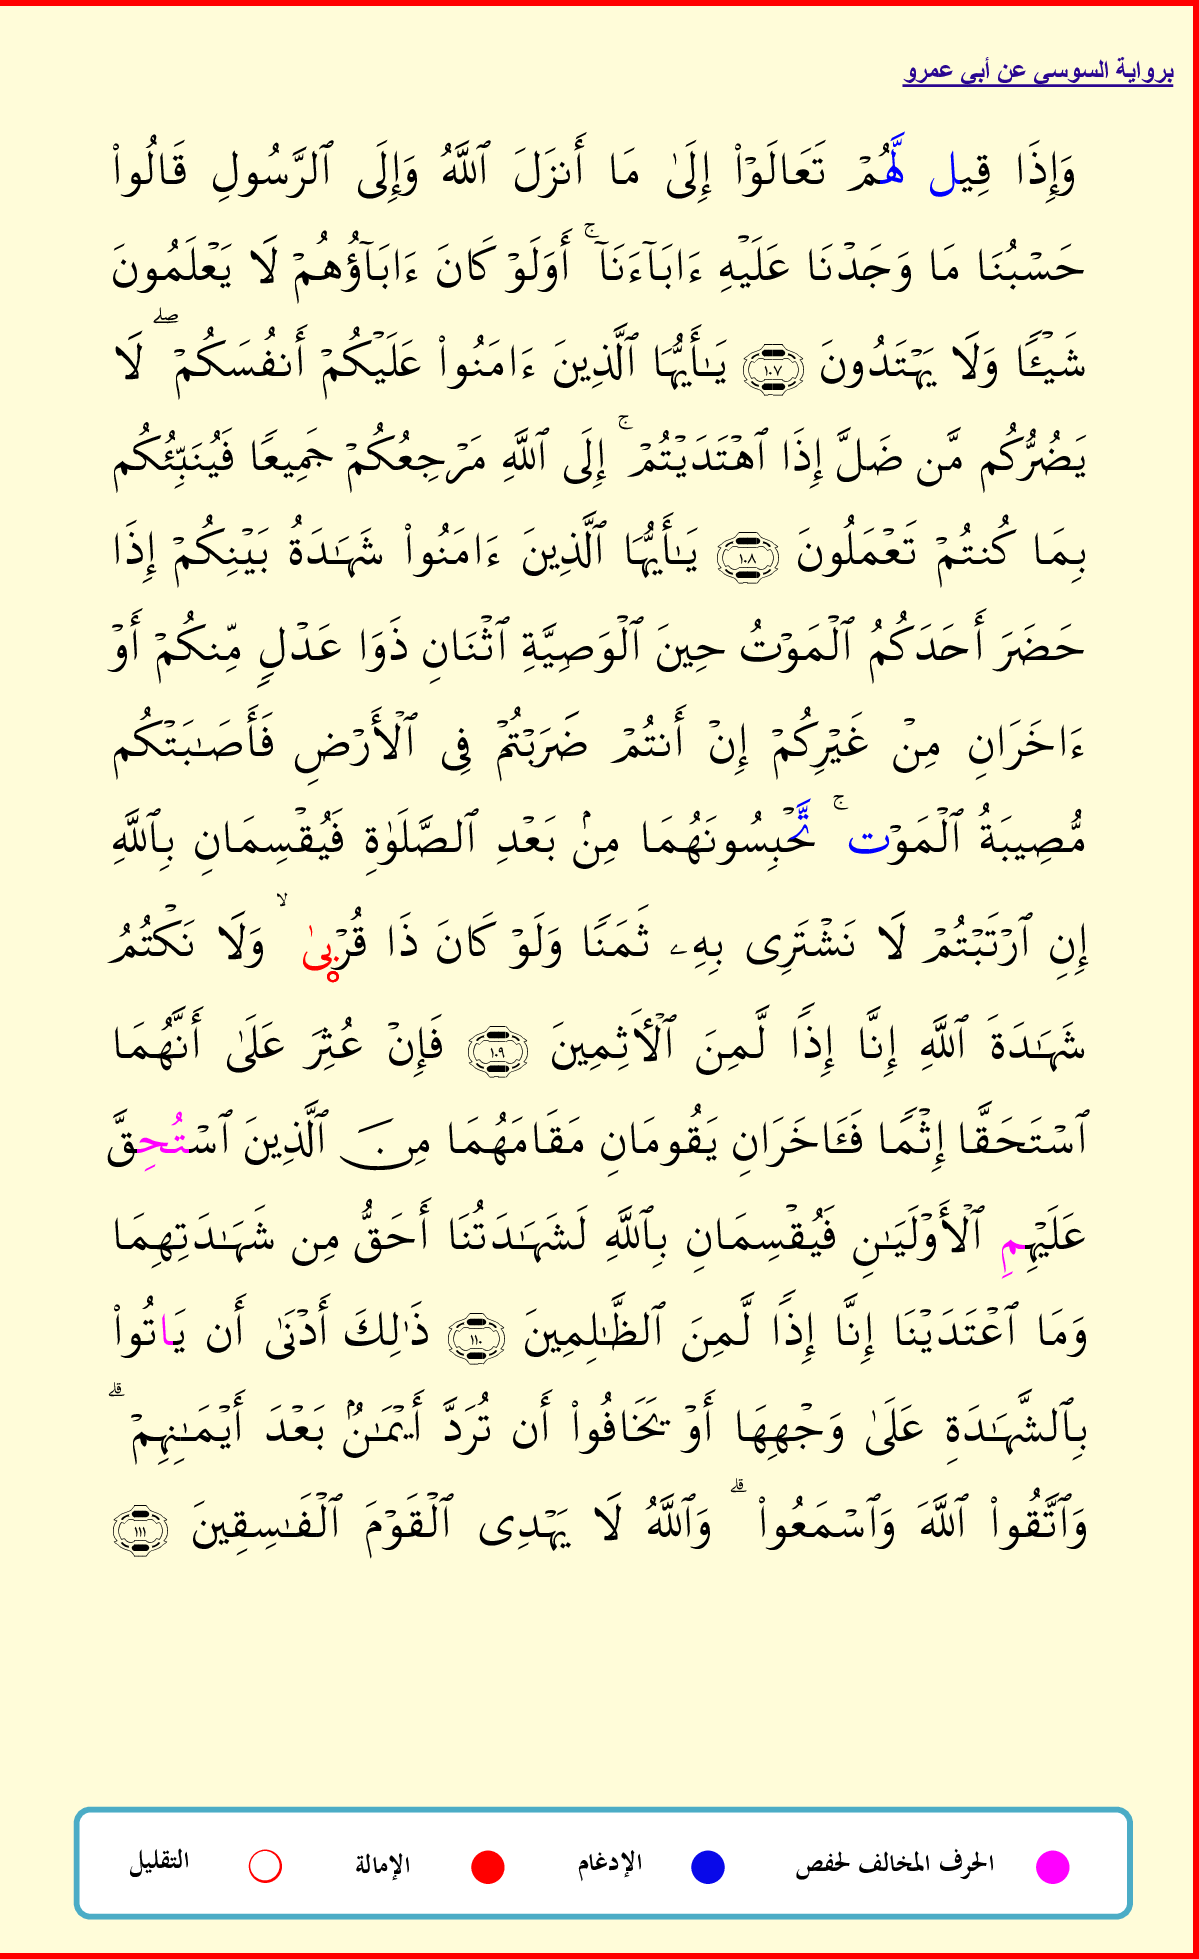 برواية السوسي عن أبي عمرو
وَإِذَا قِيل لَّهُمۡ تَعَالَوۡاْ إِلَىٰ مَا أَنزَلَ ٱللَّهُ وَإِلَى ٱلرَّسُولِ قَالُواْ
حَسۡبُنَا مَا وَجَدۡنَا عَلَيۡهِ ءَابَآءَنَآۚ أَوَلَوۡ كَانَ ءَابَآؤُهُمۡ لَا يَعۡلَمُونَ
شَيۡـًٔا وَلَا يَهۡتَدُونَ ١٠٧ يَـٰٓأَيُّهَا ٱلَّذِينَ ءَامَنُواْ عَلَيۡكُمۡ أَنفُسَكُمۡۖ لَا
يَضُرُّكُم مَّن ضَلَّ إِذَا ٱهۡتَدَيۡتُمۡۚ إِلَى ٱللَّهِ مَرۡجِعُكُمۡ جَمِيعًا فَيُنَبِّئُكُم
بِمَا كُنتُمۡ تَعۡمَلُونَ ١٠٨ يَـٰٓأَيُّهَا ٱلَّذِينَ ءَامَنُواْ شَهَـٰدَةُ بَيۡنِكُمۡ إِذَا
حَضَرَ أَحَدَكُمُ ٱلۡمَوۡتُ حِينَ ٱلۡوَصِيَّةِ ٱثۡنَانِ ذَوَا عَدۡلٍ مِّنكُمۡ أَوۡ
ءَاخَرَانِ مِنۡ غَيۡرِكُمۡ إِنۡ أَنتُمۡ ضَرَبۡتُمۡ فِى ٱلۡأَرۡضِ فَأَصَـٰبَتۡكُم
مُّصِيبَةُ ٱلۡمَوۡتۚ تَّحۡبِسُونَهُمَا مِنۢ بَعۡدِ ٱلصَّلَوٰةِ فَيُقۡسِمَانِ بِٱللَّهِ
إِنِ ٱرۡتَبۡتُمۡ لَا نَشۡتَرِى بِهِۦ ثَمَنًا وَلَوۡ كَانَ ذَا قُرۡبىٰۙ وَلَا نَكۡتُمُ
شَهَـٰدَةَ ٱللَّهِ إِنَّا إِذًا لَّمِنَ ٱلۡأٓثِمِينَ ١٠٩ فَإِنۡ عُثِرَ عَلَىٰ أَنَّهُمَا
ٱسۡتَحَقَّا إِثۡمًا فَـَٔاخَرَانِ يَقُومَانِ مَقَامَهُمَا مِنَ ٱلَّذِينَ ٱسۡتُحِقَّ
عَلَيۡهِمِ ٱلۡأَوۡلَيَـٰنِ فَيُقۡسِمَانِ بِٱللَّهِ لَشَهَـٰدَتُنَا أَحَقُّ مِن شَهَـٰدَتِهِمَا
وَمَا ٱعۡتَدَيۡنَا إِنَّا إِذًا لَّمِنَ ٱلظَّـٰلِمِينَ ١١٠ ذَٰلِكَ أَدۡنَىٰ أَن يَاتُواْ
بِٱلشَّهَـٰدَةِ عَلَىٰ وَجۡهِهَا أَوۡ يَخَافُواْ أَن تُرَدَّ أَيۡمَـٰنُۢ بَعۡدَ أَيۡمَـٰنِهِمۡۗ
وَٱتَّقُواْ ٱللَّهَ وَٱسۡمَعُواْۗ وَٱللَّهُ لَا يَهۡدِى ٱلۡقَوۡمَ ٱلۡفَـٰسِقِينَ ١١١
الحرف المخالف لحفص الإدغام الإمالة التقليل